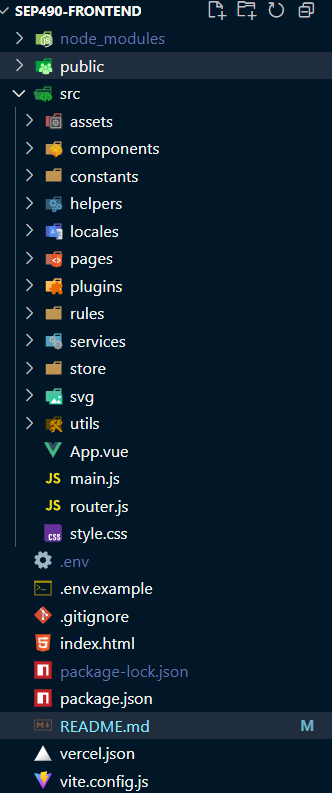 SEP490-FRONTEND
node_modules
public
src
assets
components
constants
helpers
locales
pages
plugins
rules
services
store
svg
utils
App.vue
JS main.js
JS router.js
CSS style.css
.env
.env.example
.gitignore
index.html
package-lock.json
package.json
README.md M
vercel.json
vite.config.js